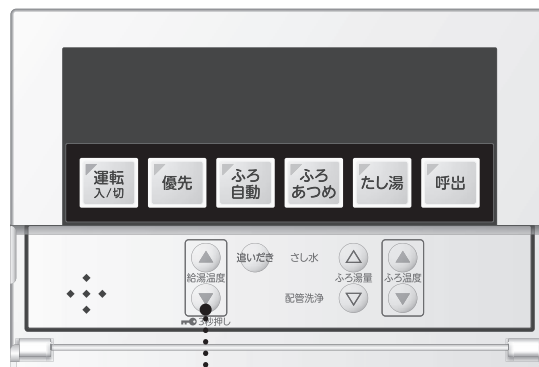 運転
入/切
優先
ふろ
自動
ふろ
あつめ
たし湯
呼出
給湯温度
3秒押し
追いだき
さし水
配管洗浄
ふろ湯量
ふろ温度